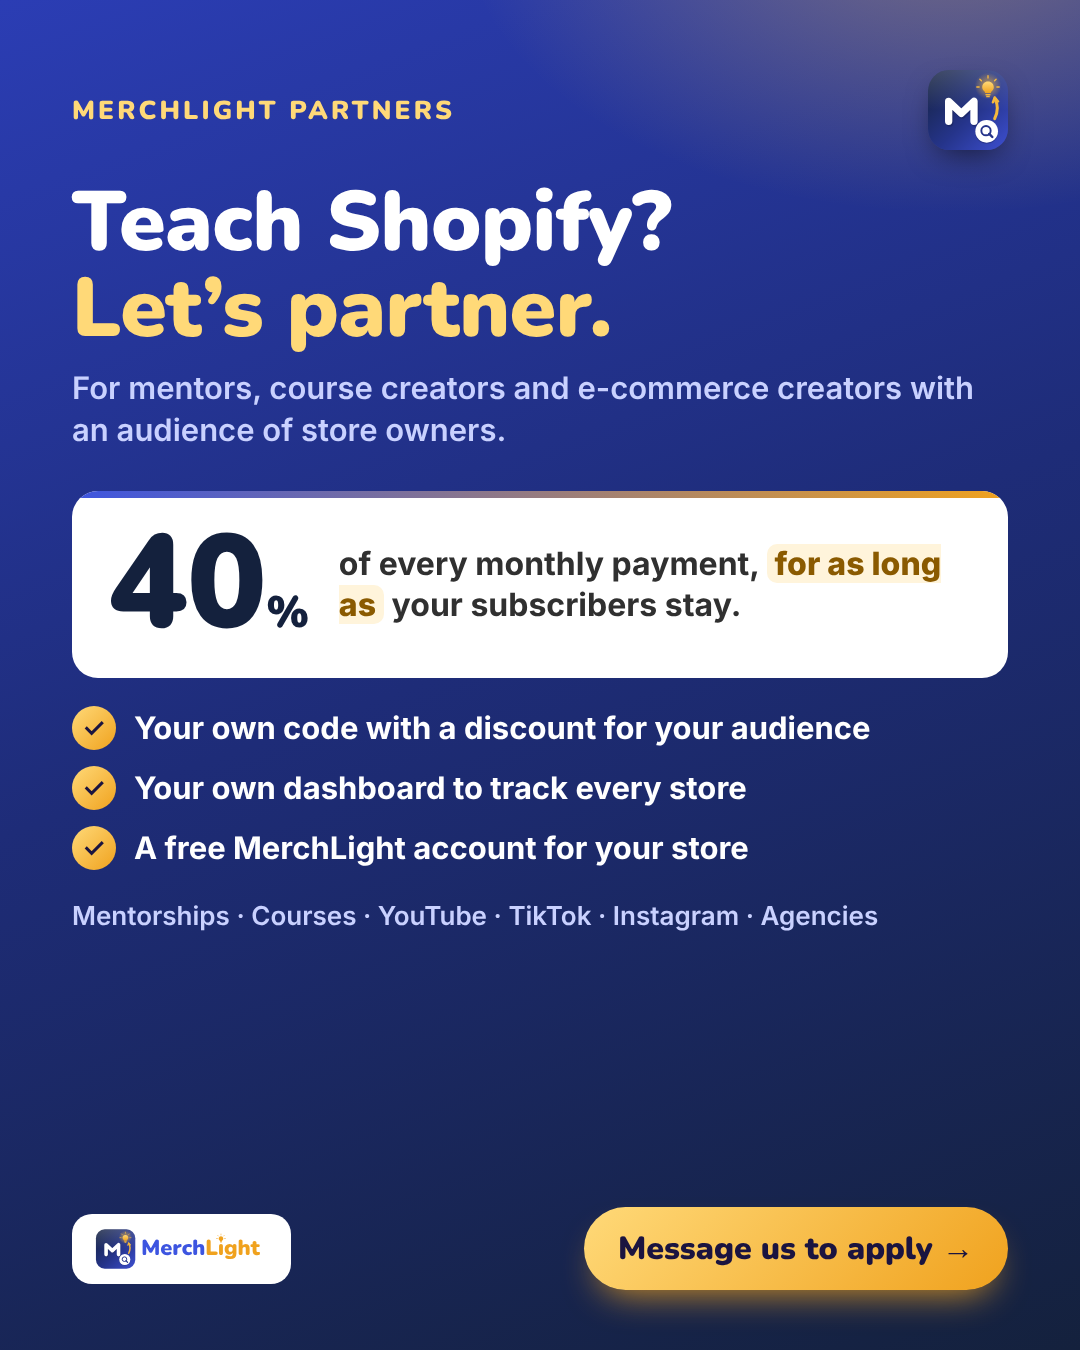 MERCHLIGHT PARTNERS
M
Teach Shopify?
Let’s partner.
For mentors, course creators and e-commerce creators with
an audience of store owners.
40%
of every monthly payment, for as long
as your subscribers stay.
Your own code with a discount for your audience
Your own dashboard to track every store
A free MerchLight account for your store
Mentorships · Courses · YouTube · TikTok · Instagram · Agencies
M MerchLight
Message us to apply →